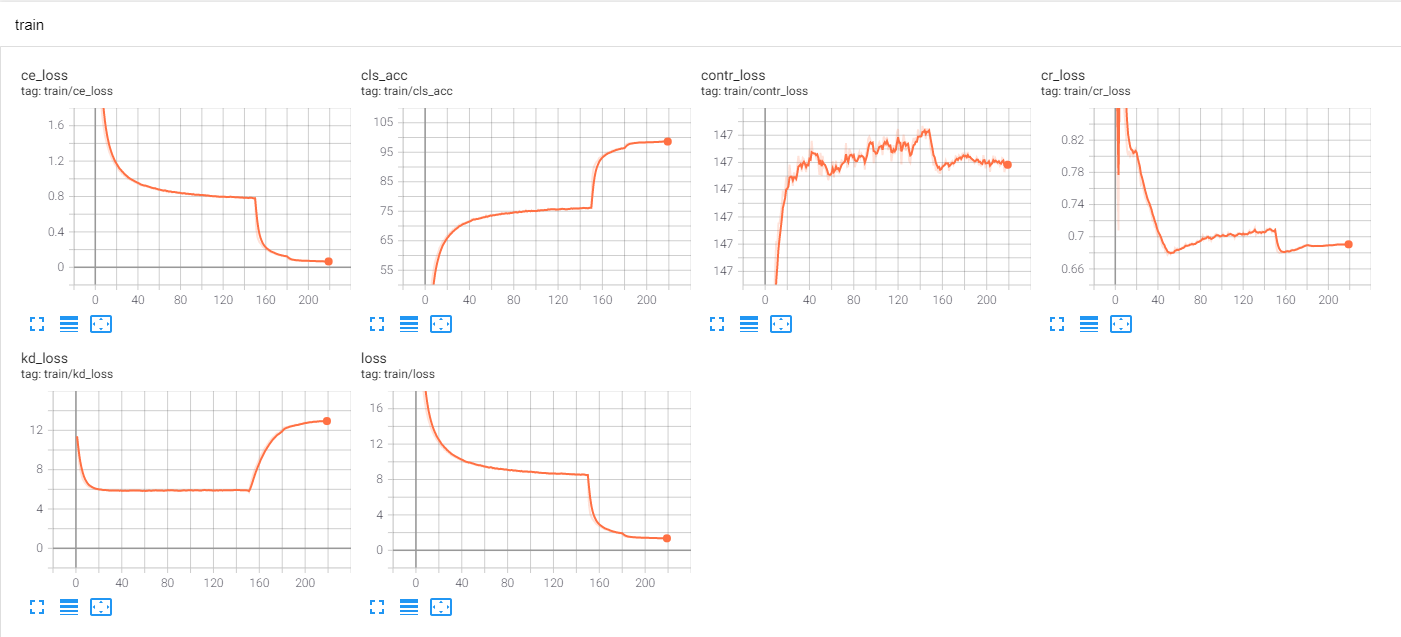 train
ce_loss
tag: train/ce_loss
1.6
1.2
0.8
0.4
0
0 40 80 120 160 200
cls_acc
tag: train/cls_acc
105
95
85
75
65
55
0 40 80 120 160 200
contr_loss
tag: train/contr_loss
147
147
147
147
147
147
0 40 80 120 160 200
cr_loss
tag: train/cr_loss
0.82
0.78
0.74
0.7
0.66
0 40 80 120 160 200
kd_loss
tag: train/kd_loss
12
8
4
0
0 40 80 120 160 200
loss
tag: train/loss
16
12
8
4
0
0 40 80 120 160 200